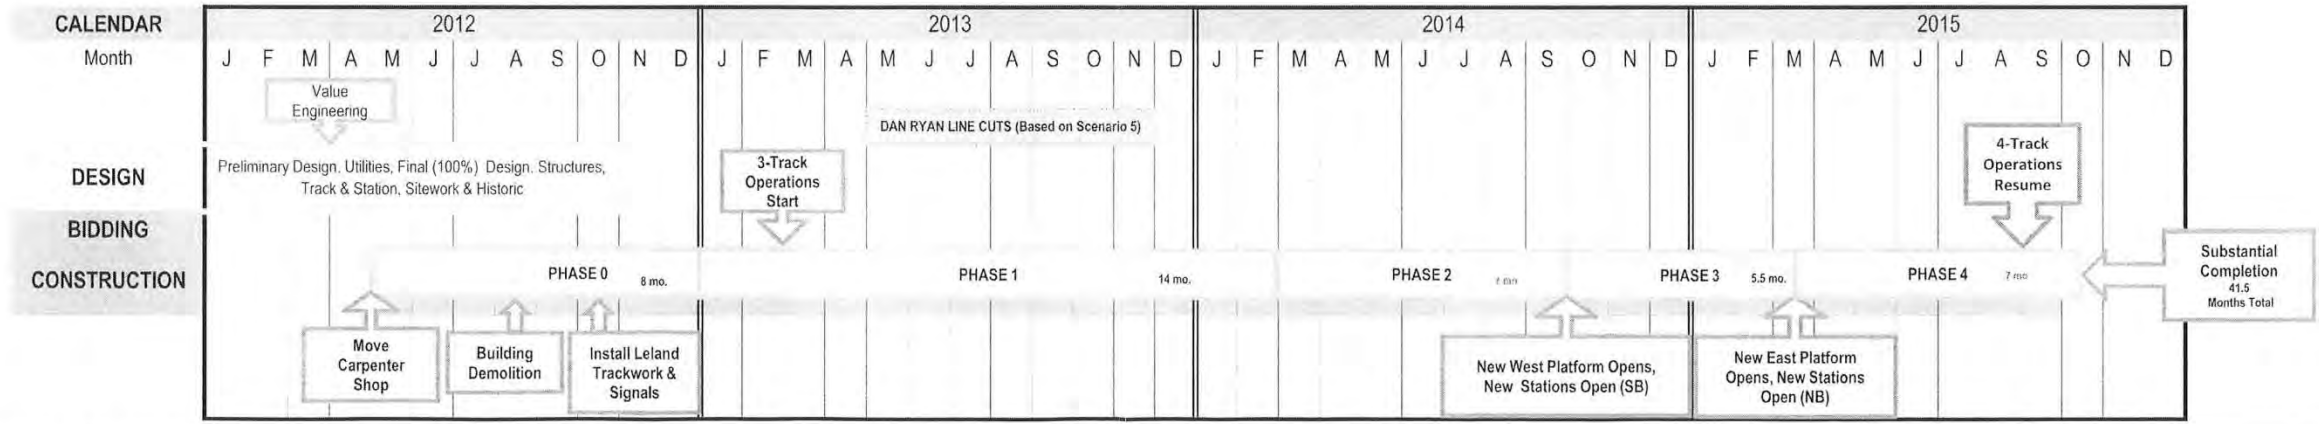 CALENDAR 2012 2013 2014 2015
Month J F M A M J J A S O N D J F M A M J J A S O N D J F M A M J J A S O N D J F M A M J J A S O N D
Value
Engineering
DAN RYAN LINE CUTS (Based on Scenario 5)
DESIGN
Preliminary Design. Utilities, Final (100%) Design. Structures,
Track & Station, Sitework & Historic
3-Track
Operations
Start
4-Track
Operations
Resume
BIDDING
CONSTRUCTION
PHASE 0 8 mo.
PHASE 1 14 mo.
PHASE 2
PHASE 3 5.5 mo.
PHASE 4 7 mo
Substantial
Completion
41.5
Months Total
Move
Carpenter
Shop
Building
Demolition
Install Leland
Trackwork &
Signals
New West Platform Opens,
New Stations Open (SB)
New East Platform
Opens, New Stations
Open (NB)